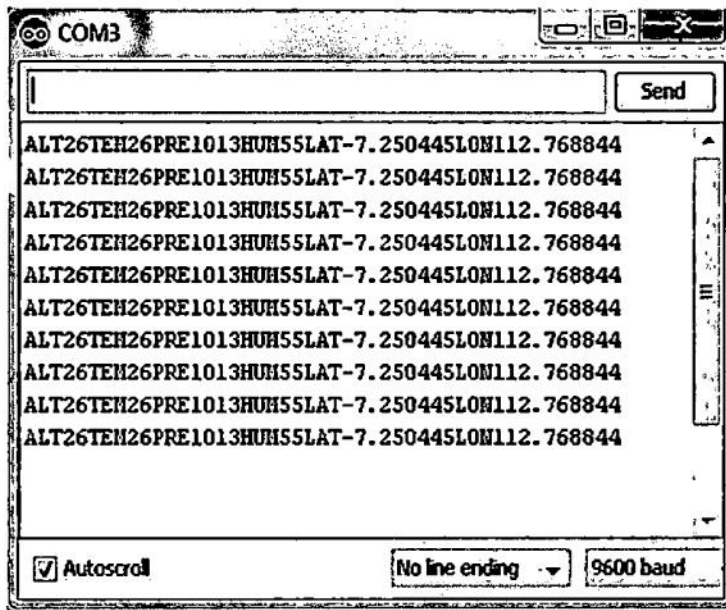 COM3
Send
ALT26TEM26PRE1013HUM55LAT-7.250445LON112.768844
ALT26TEM26PRE1013HUM55LAT-7.250445LON112.768844
ALT26TEM26PRE1013HUM55LAT-7.250445LON112.768844
ALT26TEM26PRE1013HUM55LAT-7.250445LON112.768844
ALT26TEM26PRE1013HUM55LAT-7.250445LON112.768844
ALT26TEM26PRE1013HUM55LAT-7.250445LON112.768844
ALT26TEM26PRE1013HUM55LAT-7.250445LON112.768844
ALT26TEM26PRE1013HUM55LAT-7.250445LON112.768844
ALT26TEM26PRE1013HUM55LAT-7.250445LON112.768844
ALT26TEM26PRE1013HUM55LAT-7.250445LON112.768844
Autoscroll No line ending 9600 baud